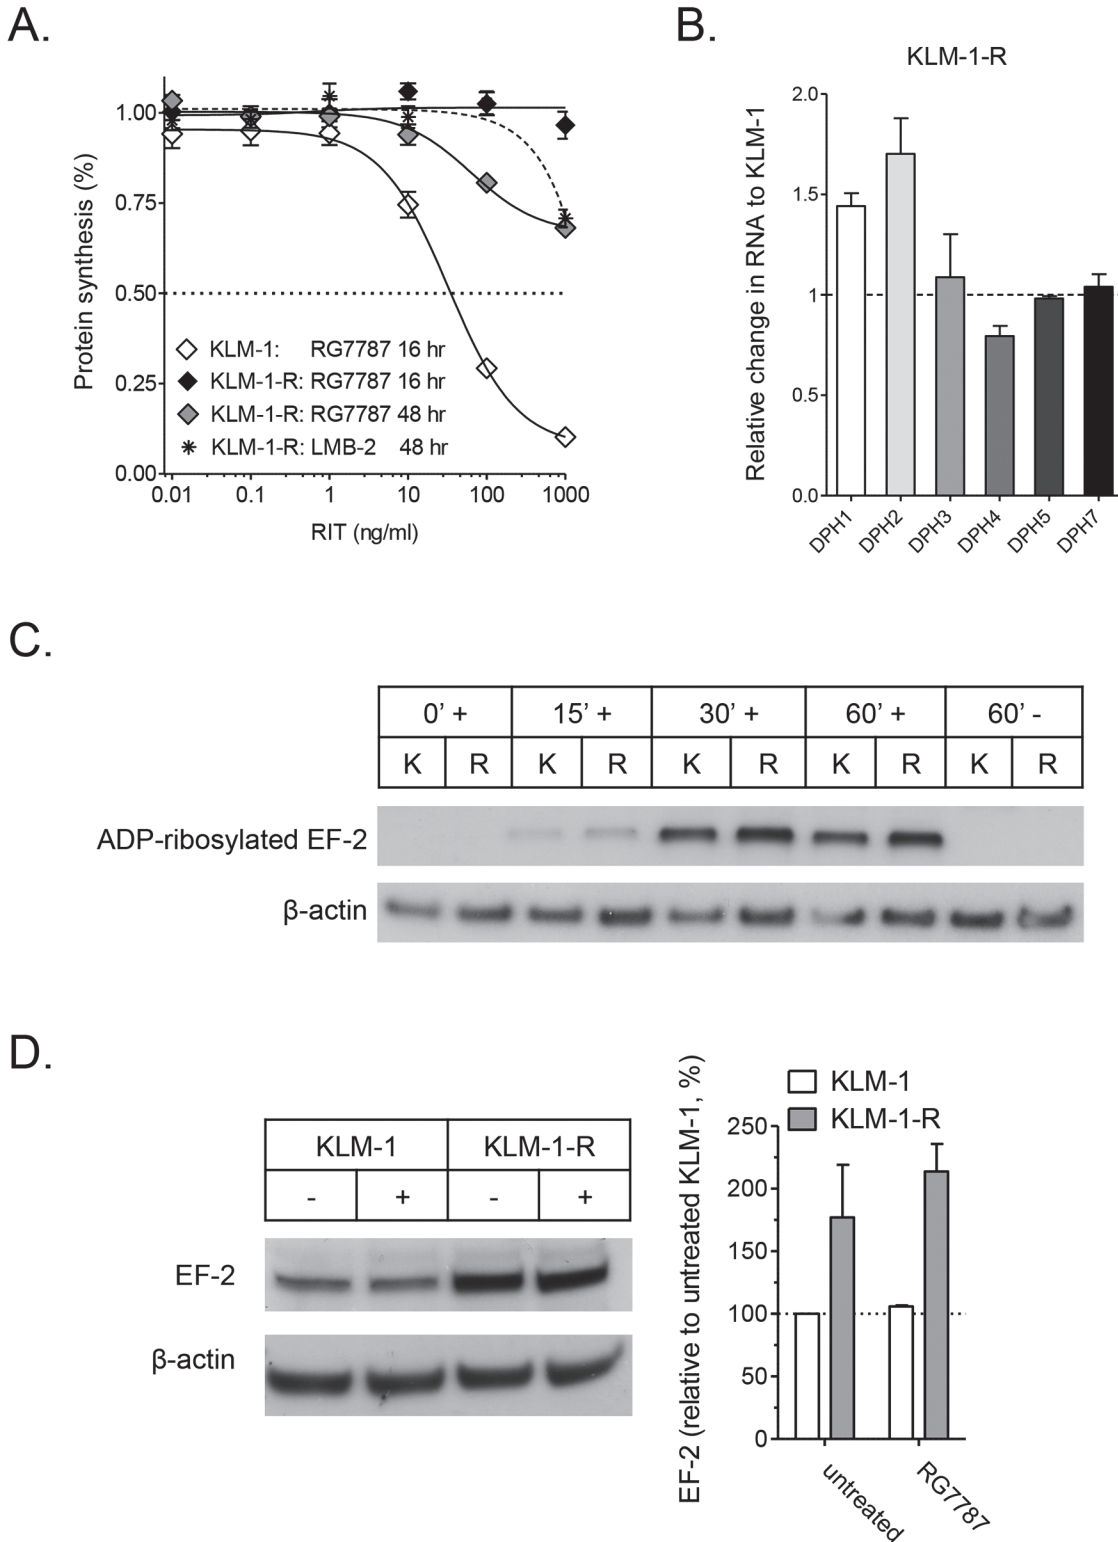 A.
1.00
0.75
0.50
0.25
0.00
Protein synthesis (%)
KLM-1: RG7787 16 hr
KLM-1-R: RG7787 16 hr
KLM-1-R: RG7787 48 hr
KLM-1-R: LMB-2 48 hr
0.01 0.1 1 10 100 1000
RIT (ng/ml)
B.
KLM-1-R
2.0
1.5
1
0.5
0.0
Relative change in RNA to KLM-1
DPH1 DPH2 DPH3 DPH4 DPH5 DPH7
C.
0' + 15' + 30' + 60' + 60' -
K R K R K R K R K R
ADP-ribosylated EF-2
β-actin
D.
KLM-1 KLM-1-R
- + - +
EF-2
β-actin
KLM-1
KLM-1-R
250
200
150
100
50
0
EF-2 (relative to untreated KLM-1, %)
untreated RG7787